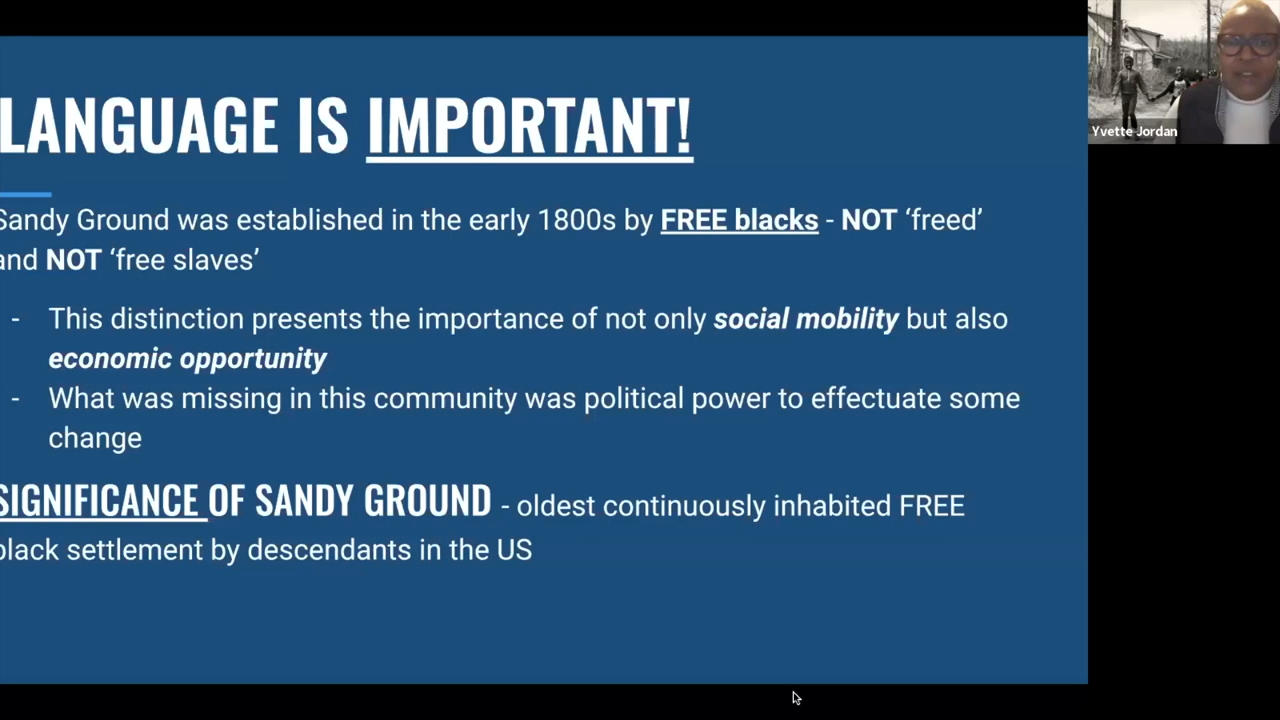 LANGUAGE IS IMPORTANT!
Sandy Ground was established in the early 1800s by FREE blacks - NOT ‘freed’
and NOT ‘free slaves’
- This distinction presents the importance of not only social mobility but also
economic opportunity
- What was missing in this community was political power to effectuate some
change
SIGNIFICANCE OF SANDY GROUND - oldest continuously inhabited FREE
black settlement by descendants in the US
Yvette Jordan